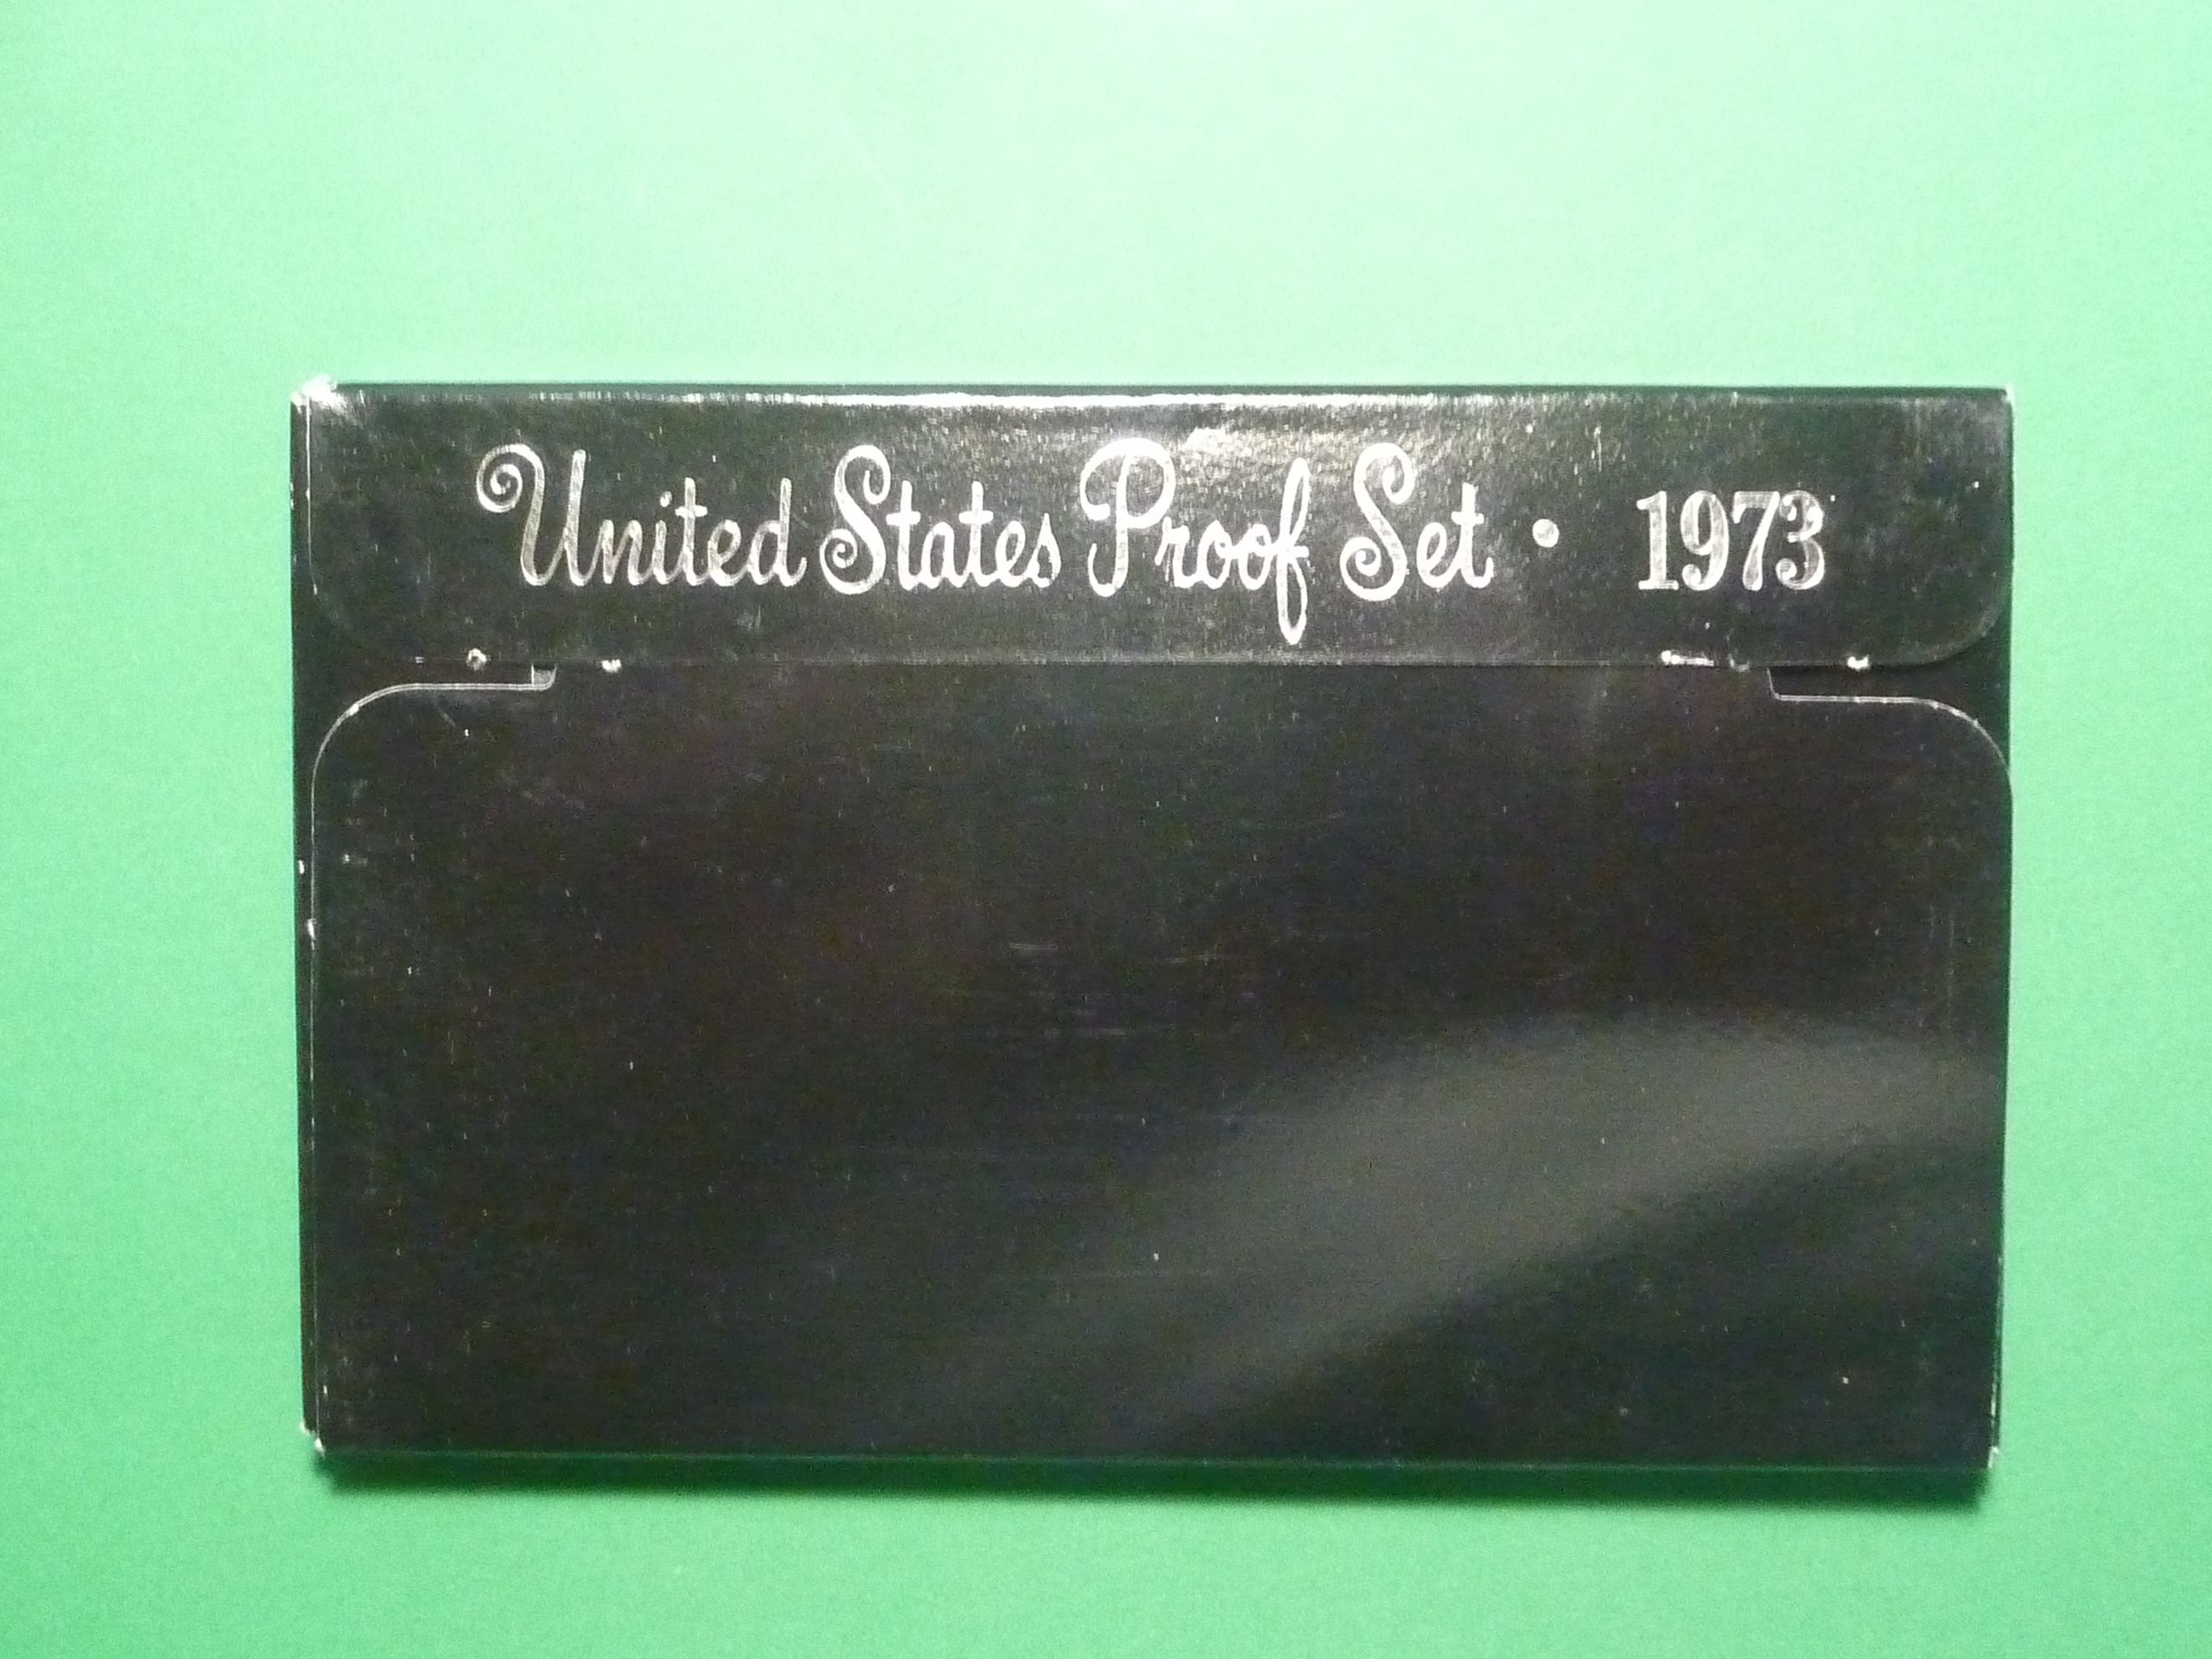 United States Proof Set • 1973